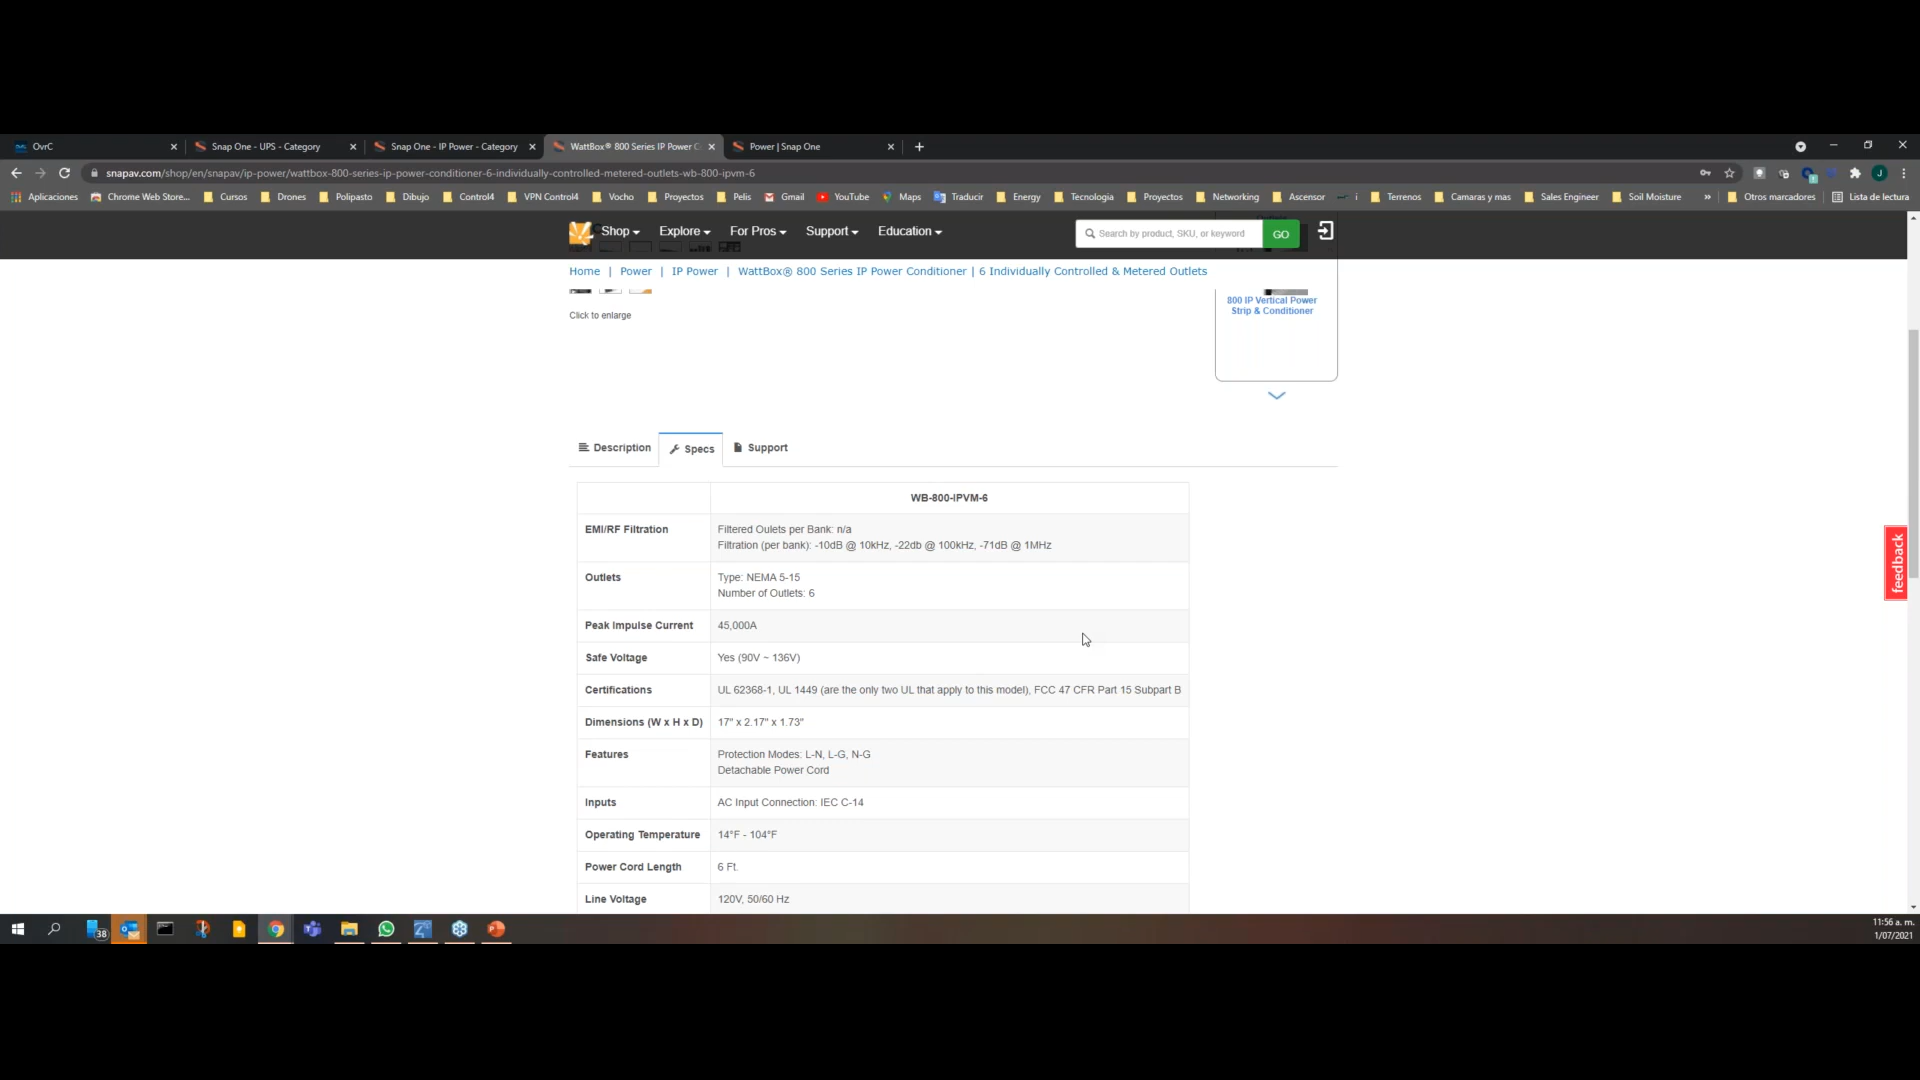 OvrC
Snap One - UPS - Category
Snap One - IP Power - Category
WattBox® 800 Series IP Power C
Power | Snap One
snapav.com/shop/en/snapav/ip-power/wattbox-800-series-ip-power-conditioner-6-individually-controlled-metered-outlets-wb-800-ipvm-6
Aplicaciones
Chrome Web Store...
Cursos
Drones
Polipasto
Dibujo
Control4
VPN Control4
Vocho
Proyectos
Pelis
Gmail
YouTube
Maps
Traducir
Energy
Tecnologia
Proyectos
Networking
Ascensor
i
Terrenos
Camaras y mas
Sales Engineer
Soil Moisture
»
Otros marcadores
Lista de lectura
Shop
Explore
For Pros
Support
Education
Search by product, SKU, or keyword
GO
Home | Power | IP Power | WattBox® 800 Series IP Power Conditioner | 6 Individually Controlled & Metered Outlets
Click to enlarge
800 IP Vertical Power
Strip & Conditioner
Description
Specs
Support
WB-800-IPVM-6
EMI/RF Filtration
Filtered Oulets per Bank: n/a
Filtration (per bank): -10dB @ 10kHz, -22db @ 100kHz, -71dB @ 1MHz
Outlets
Type: NEMA 5-15
Number of Outlets: 6
Peak Impulse Current
45,000A
Safe Voltage
Yes (90V ~ 136V)
Certifications
UL 62368-1, UL 1449 (are the only two UL that apply to this model), FCC 47 CFR Part 15 Subpart B
Dimensions (W x H x D)
17" x 2.17" x 1.73"
Features
Protection Modes: L-N, L-G, N-G
Detachable Power Cord
Inputs
AC Input Connection: IEC C-14
Operating Temperature
14°F - 104°F
Power Cord Length
6 Ft.
Line Voltage
120V, 50/60 Hz
feedback
38
11:56 a. m.
1/07/2021